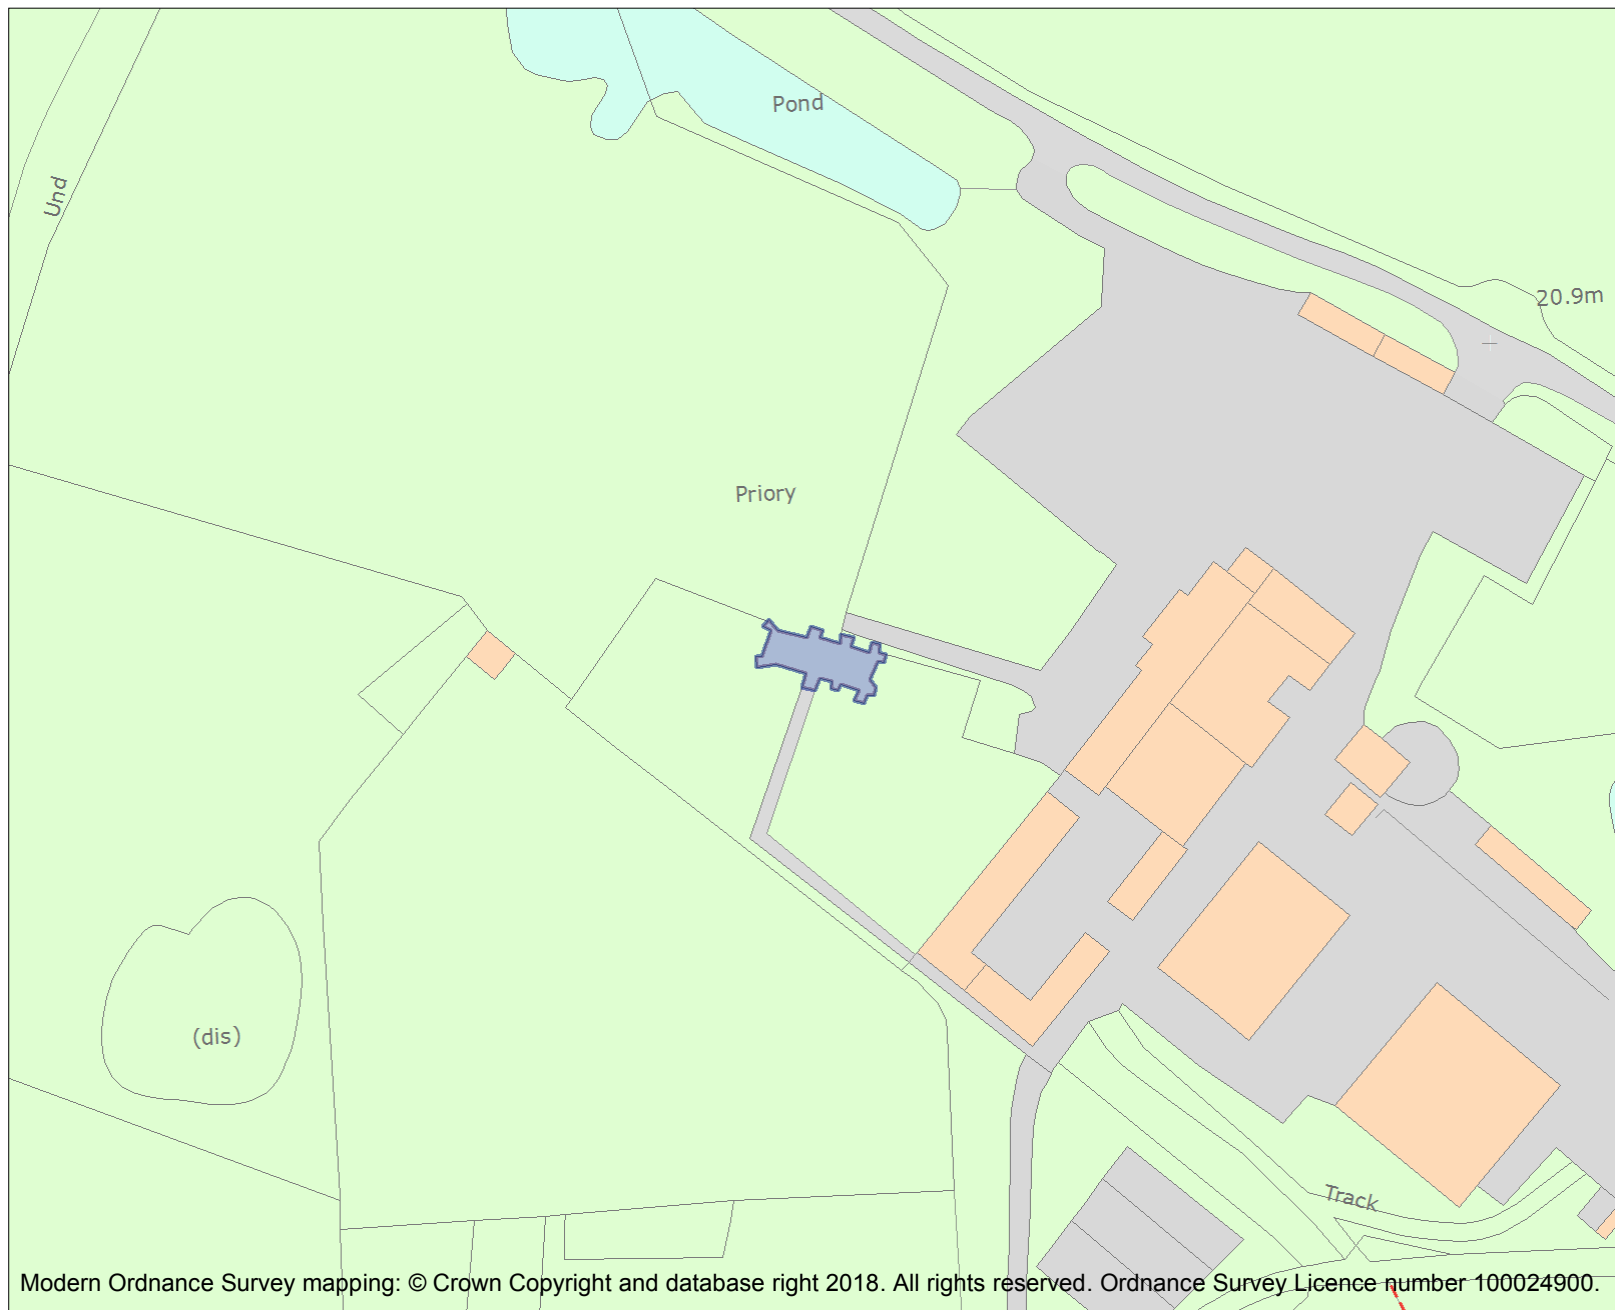 Pond
Und
20.9m
Priory
(dis)
Track
Modern Ordnance Survey mapping: © Crown Copyright and database right 2018. All rights reserved. Ordnance Survey Licence number 100024900.